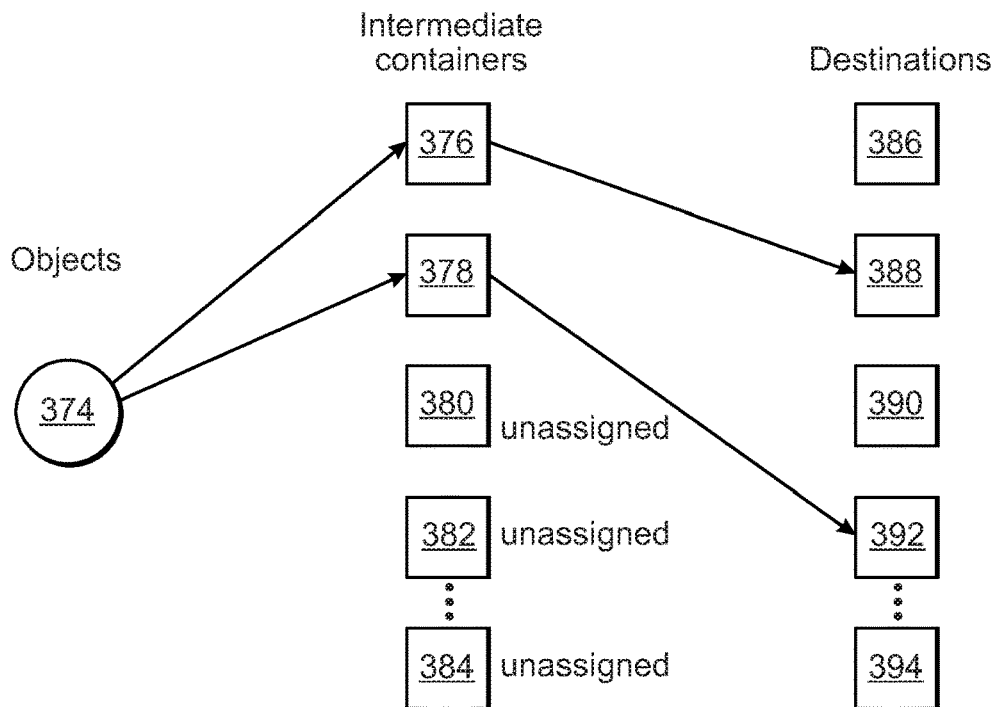 Intermediate
containers
Destinations
376
386
Objects
378
388
374
380
unassigned
390
382 unassigned
392
384 unassigned
394